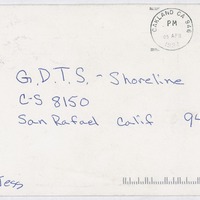 OAKLAND CA 946
PM
G.D.T.S. - Shoreline
C-S 8150
San Rafael Calif 94